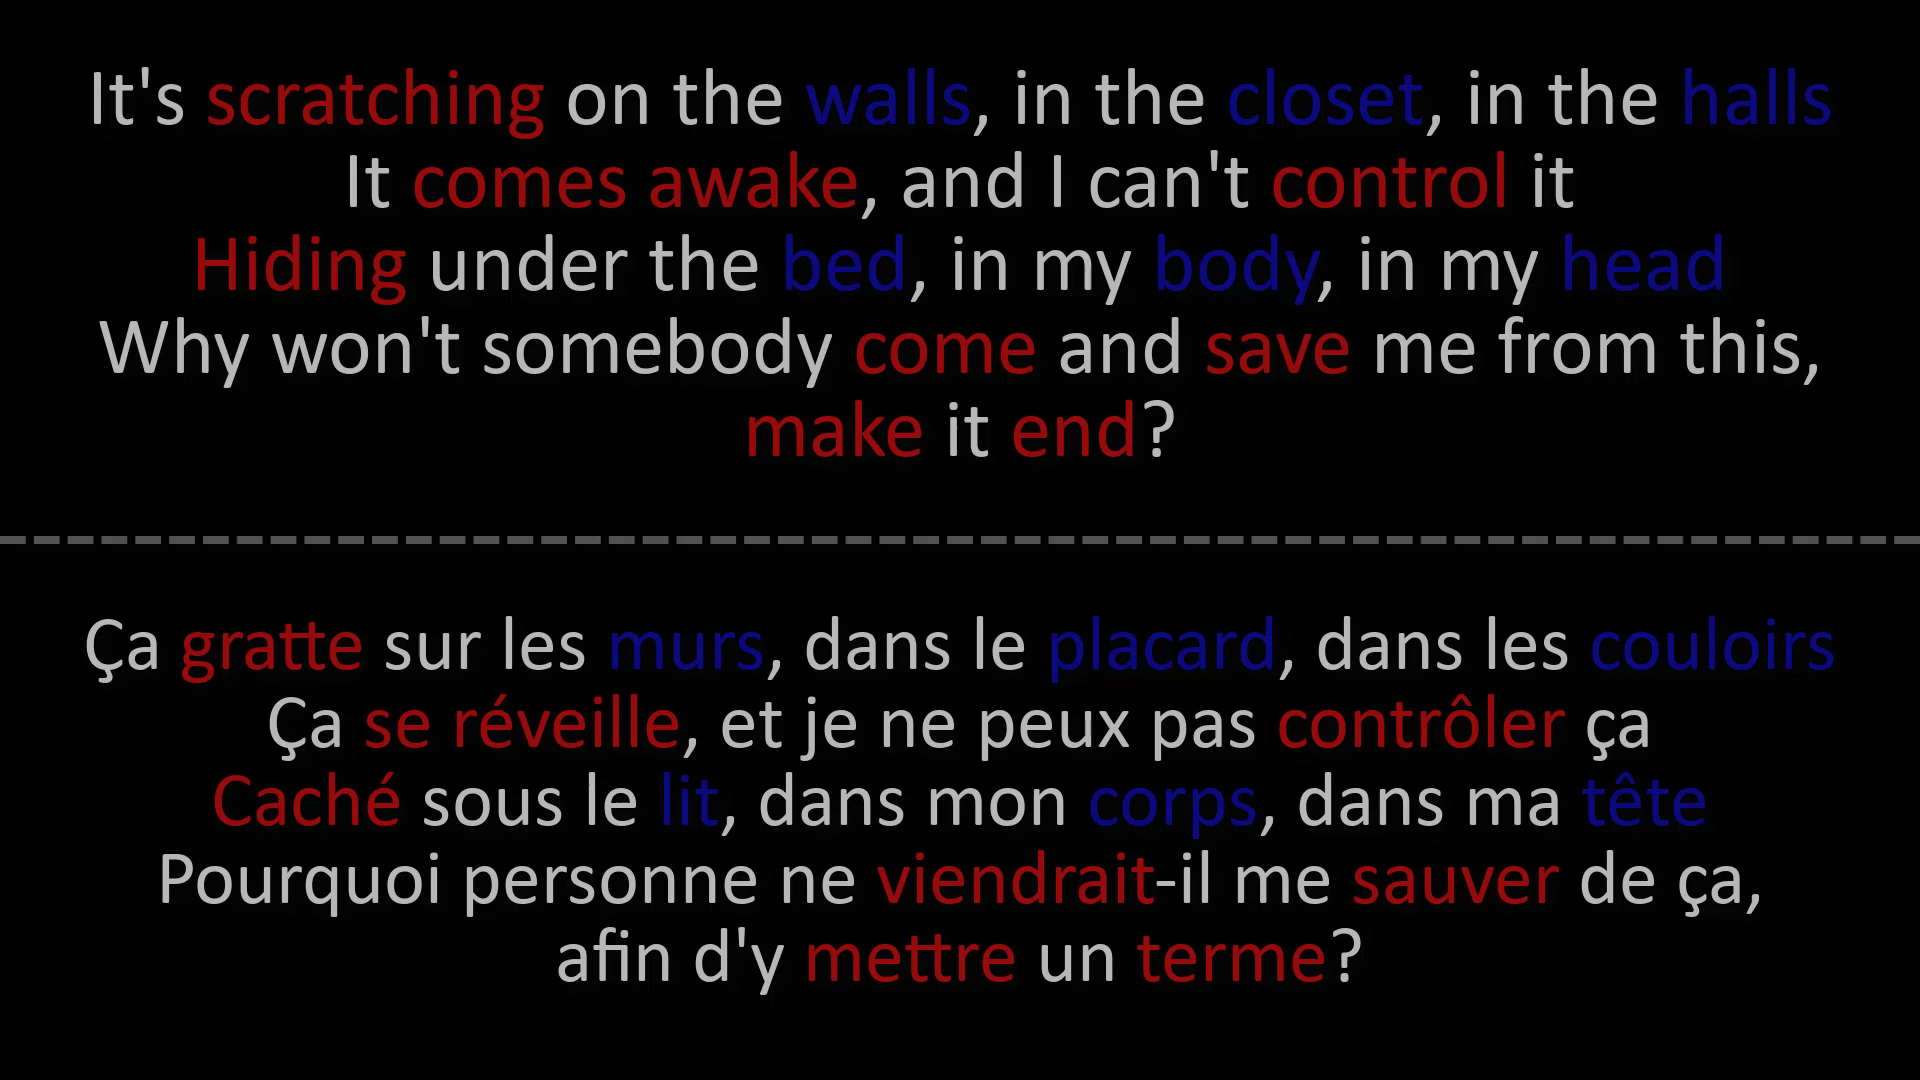 It's scratching on the walls, in the closet, in the halls
It comes awake, and I can't control it
Hiding under the bed, in my body, in my head
Why won't somebody come and save me from this,
make it end?
Ça gratte sur les murs, dans le placard, dans les couloirs
Ça se réveille, et je ne peux pas contrôler ça
Caché sous le lit, dans mon corps, dans ma tête
Pourquoi personne ne viendrait-il me sauver de ça,
afin d'y mettre un terme?